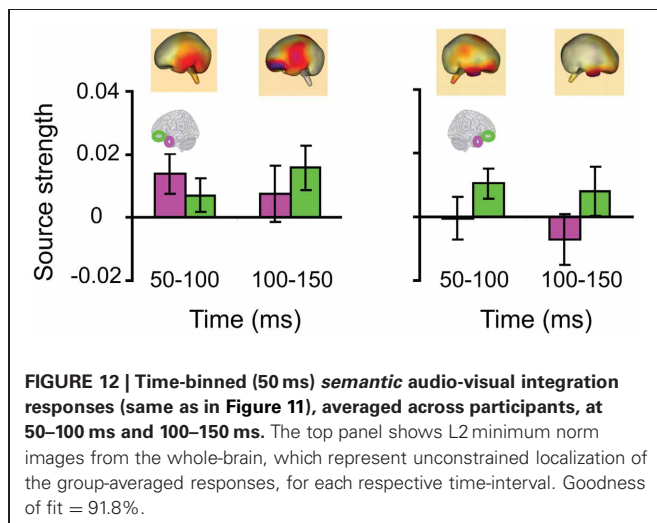 0.04
0.02
0
-0.02
Source strength
50-100 100-150
Time (ms)
50-100 100-150
Time (ms)
FIGURE 12 | Time-binned (50 ms) semantic audio-visual integration
responses (same as in Figure 11), averaged across participants, at
50–100 ms and 100–150 ms. The top panel shows L2 minimum norm
images from the whole-brain, which represent unconstrained localization of
the group-averaged responses, for each respective time-interval. Goodness
of fit = 91.8%.